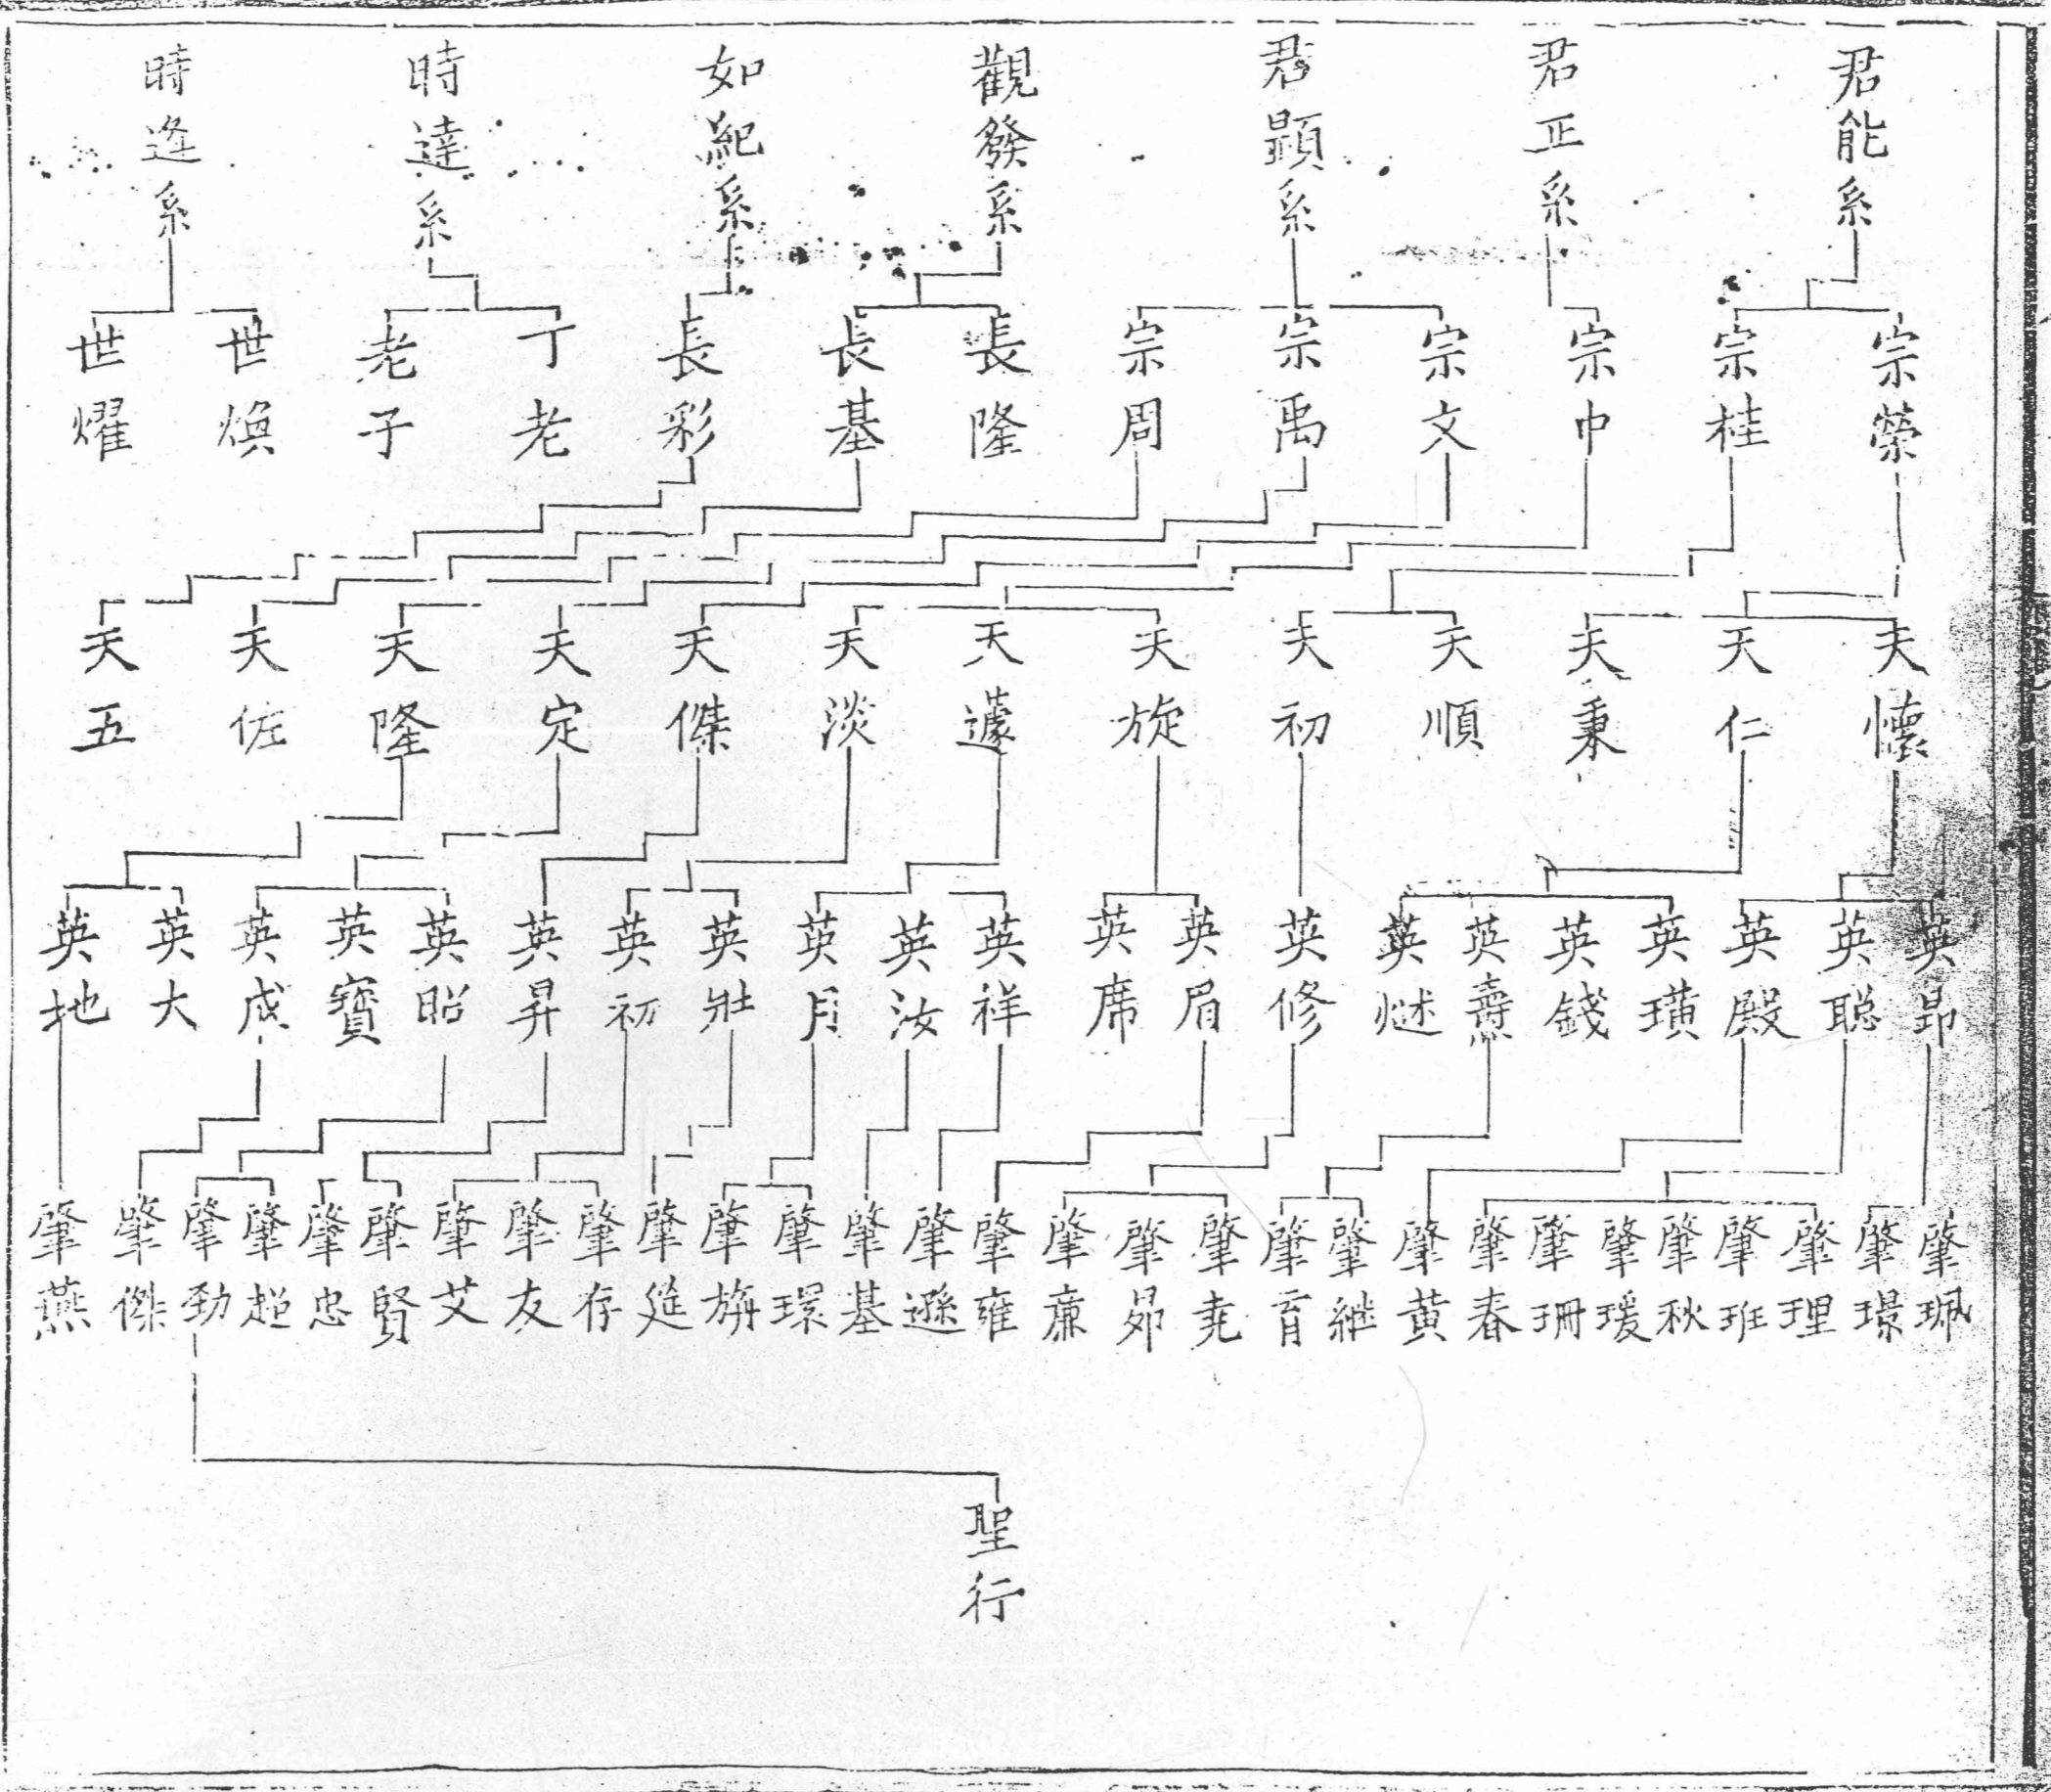 君能系
君正系
君顕系
觀發系
如紀系
時達系
時逢系
宗榮
宗桂
宗中
宗文
宗禹
宗周
長隆
長基
長彩
丁老
老子
世煥
世燿
天懷
天仁
天秉
天順
天初
天旋
天蘧
天淡
天傑
天定
天隆
天佐
天五
英昴
英聡
英殿
英璜
英錢
英燾
英㷂
英修
英眉
英席
英祥
英汝
英月
英壯
英初
英昇
英昭
英寶
英成
英大
英地
肇珮
肇璟
肇理
肇班
肇秋
肇瑗
肇珊
肇春
肇黄
肇継
肇育
肇尭
肇昴
肇廉
肇雍
肇遜
肇基
肇環
肇旃
肇筵
肇存
肇友
肇艾
肇賢
肇忠
肇超
肇勁
肇傑
肇燕
聖行